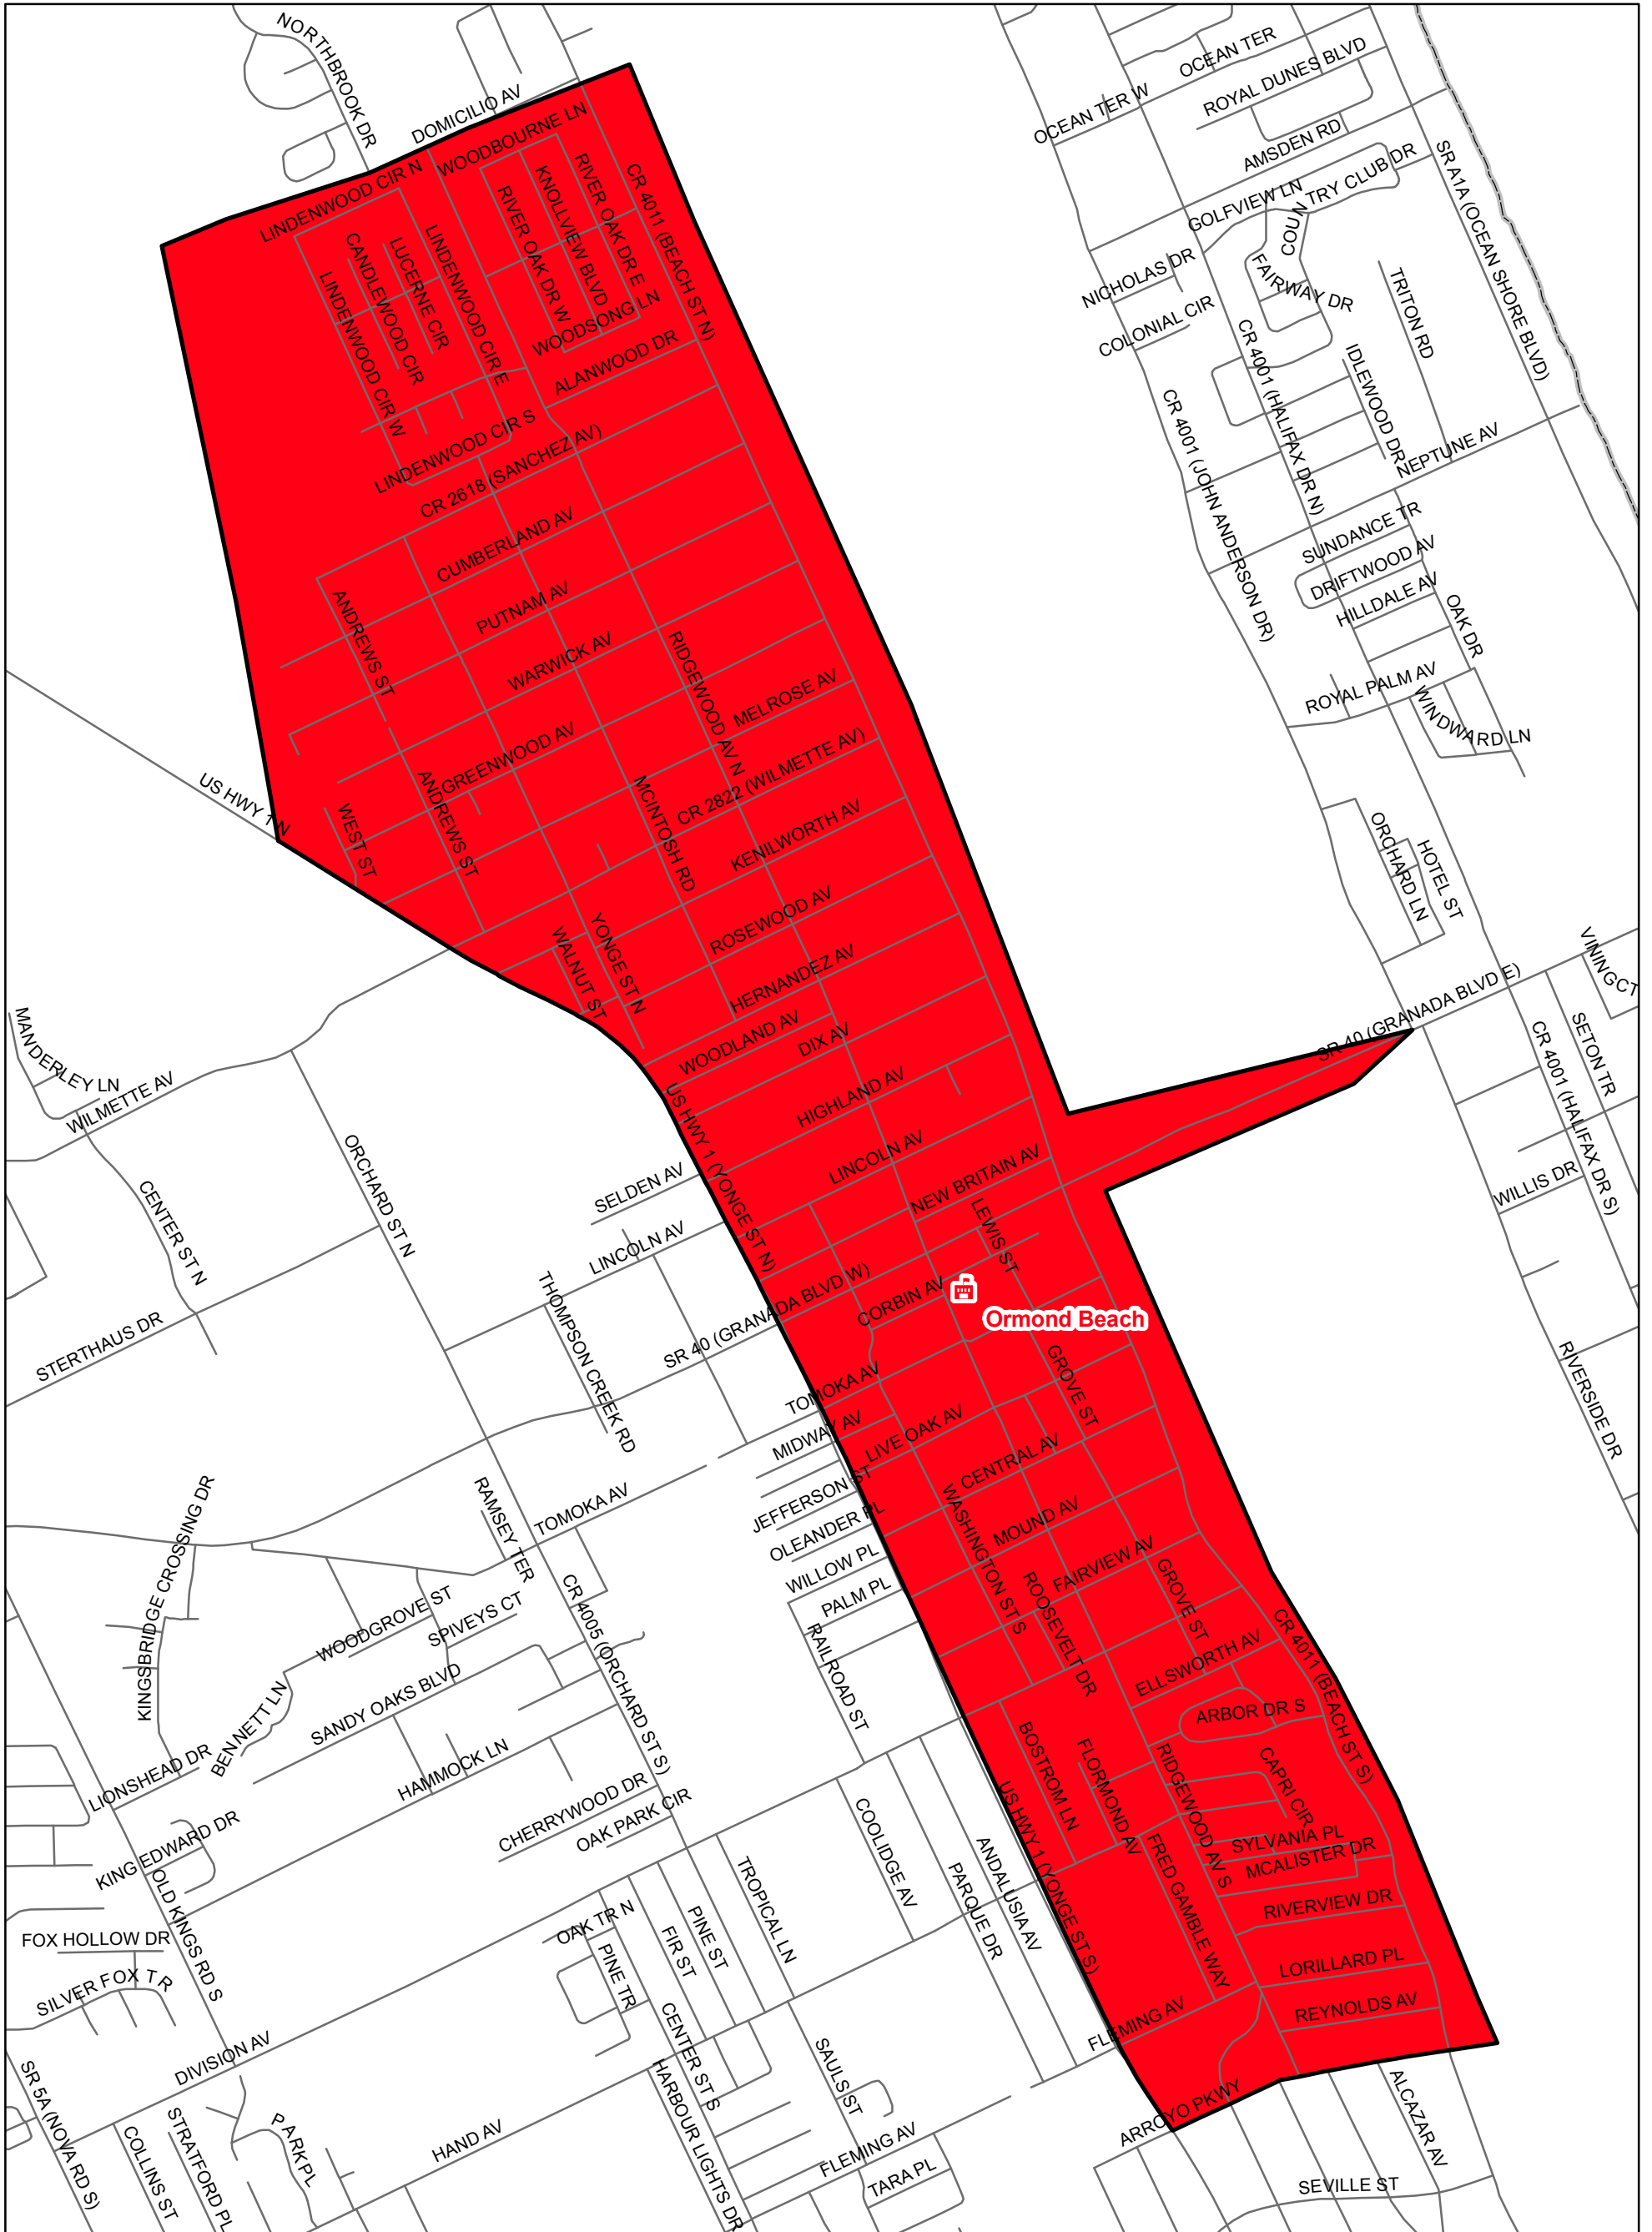 NORTHBROOK DR
DOMICILIO AV
OCEAN TER
ROYAL DUNES BLVD
OCEAN TER W
AMSDEN RD
SR A1A (OCEAN SHORE BLVD)
WOODBOURNE LN
LINDENWOOD CIR N
RIVER OAK DR E
KNOLLVIEW BLVD
RIVER OAK DR W
CR 4011 (BEACH ST N)
GOLFVIEW LN
COUN
TRY CLUB DR
LINDENWOOD CIR E
LUCERNE CIR
CANDLEWOOD CIR
LINDENWOOD CIR W
WOODSONG LN
ALANWOOD DR
NICHOLAS DR
FAIRWAY DR
TRITON RD
COLONIAL CIR
CR 4001 (HALIFAX DR N)
IDLEWOOD DR
CR 4001 (JOHN ANDERSON DR)
NEPTUNE AV
LINDENWOOD CIR S
CR 2618 (SANCHEZ AV)
CUMBERLAND AV
SUNDANCE TR
DRIFTWOOD AV
HILLDALE AV
OAK DR
ANDREWS ST
PUTNAM AV
WARWICK AV
RIDGEWOOD AV N
MELROSE AV
ROYAL PALM AV
WINDWARD LN
GREENWOOD AV
CR 2822 (WILMETTE AV)
US HWY 1 N
WEST ST
ANDREWS ST
MCINTOSH RD
KENILWORTH AV
ORCHARD LN
HOTEL ST
ROSEWOOD AV
WALNUT ST
YONGE ST N
HERNANDEZ AV
WOODLAND AV
DIX AV
SR 40 (GRANADA BLVD E)
VINING CT
SETON TR
CR 4001 (HALIFAX DR S)
MANDERLEY LN
WILMETTE AV
US HWY 1 (YONGE ST N)
HIGHLAND AV
LINCOLN AV
NEW BRITAIN AV
LEWIS ST
WILLIS DR
ORCHARD ST N
CENTER ST N
SELDEN AV
LINCOLN AV
SR 40 (GRANADA BLVD W)
CORBIN AV
Ormond Beach
STERTHAUS DR
THOMPSON CREEK RD
TOMOKA AV
GROVE ST
RIVERSIDE DR
MIDWAY AV
LIVE OAK AV
CENTRAL AV
JEFFERSON ST
OLEANDER PL
WILLOW PL
PALM PL
RAILROAD ST
WASHINGTON ST S
MOUND AV
FAIRVIEW AV
ROOSEVELT DR
GROVE ST
RAMSEY TER
TOMOKA AV
KINGSBRIDGE CROSSING DR
WOODGROVE ST
SPIVEYS CT
CR 4005 (ORCHARD ST S)
ELLSWORTH AV
CR 4011 (BEACH ST S)
ARBOR DR S
BENNETT LN
SANDY OAKS BLVD
LIONSHEAD DR
HAMMOCK LN
CHERRYWOOD DR
OAK PARK CIR
BOSTROM LN
FLORMOND AV
RIDGEWOOD AV S
CAPRI CIR
SYLVANIA PL
MCALISTER DR
KING EDWARD DR
OLD KINGS RD S
COOLIDGE AV
PARQUE DR
ANDALUSIA AV
US HWY 1 (YONGE ST S)
FRED GAMBLE WAY
RIVERVIEW DR
FOX HOLLOW DR
SILVER FOX TR
OAK TR N
PINE TR
FIR ST
PINE ST
TROPICAL LN
LORILLARD PL
REYNOLDS AV
FLEMING AV
DIVISION AV
CENTER ST S
SAULS ST
HARBOUR LIGHTS DR
ARROYO PKWY
ALCAZAR AV
SR 5A (NOVA RD S)
COLLINS ST
STRATFORD PL
PARK PL
HAND AV
FLEMING AV
TARA PL
SEVILLE ST